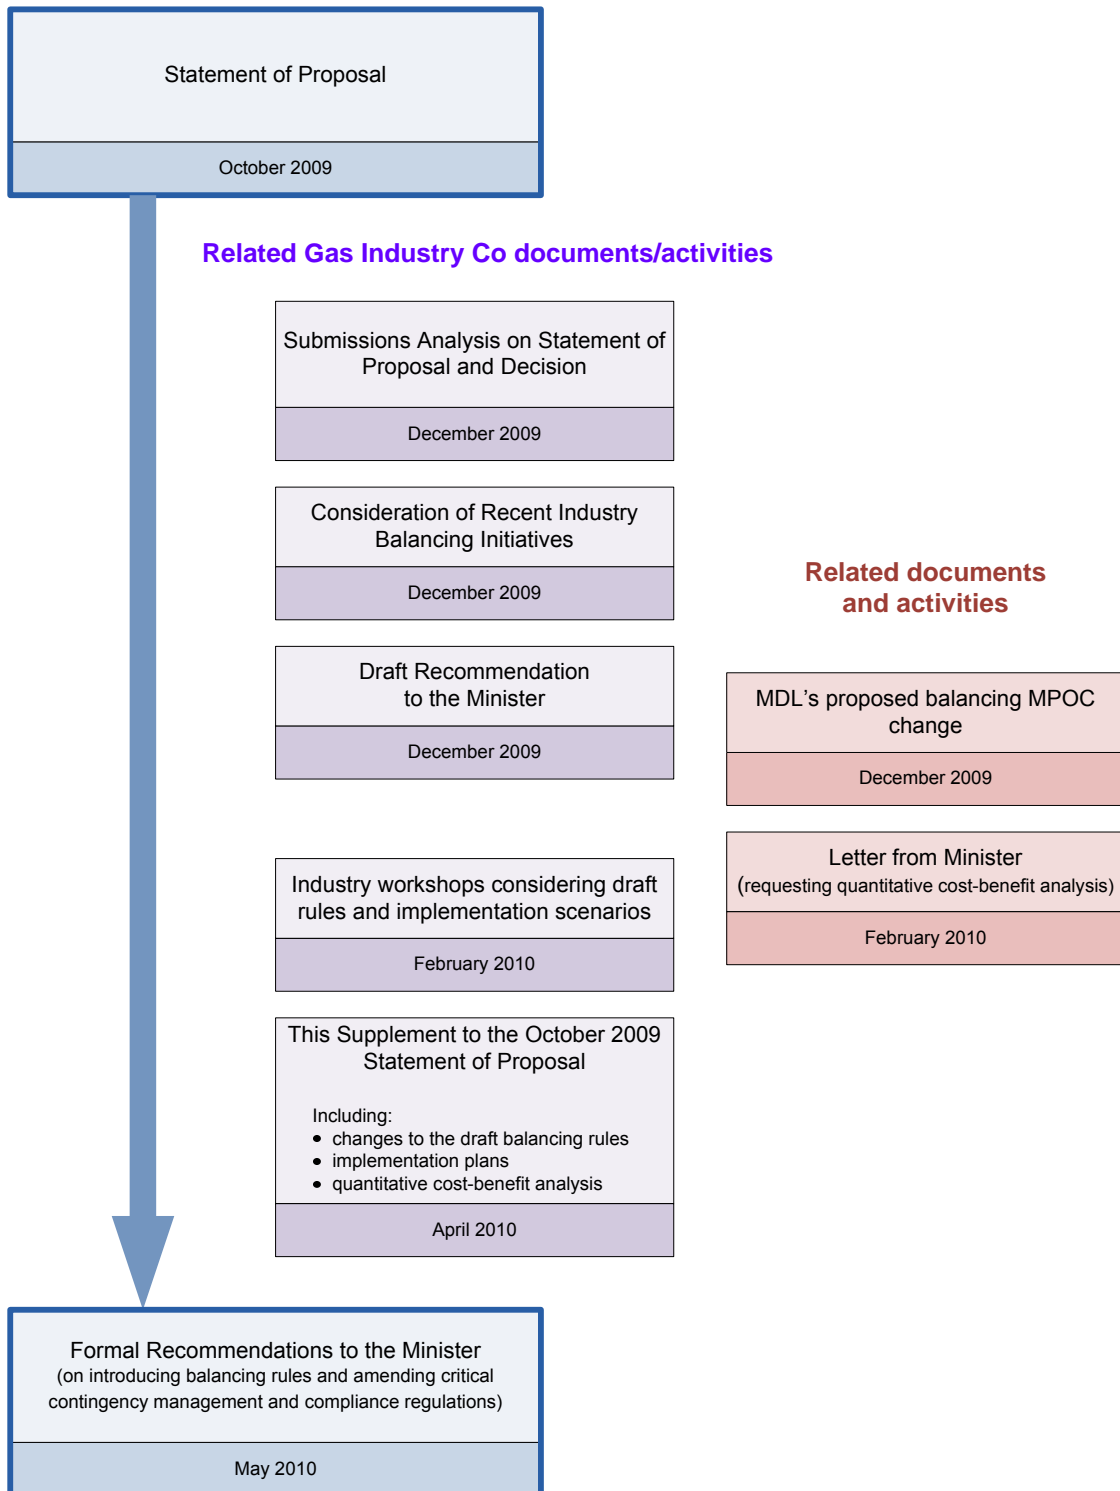 Statement of Proposal
October 2009
Related Gas Industry Co documents/activities
Submissions Analysis on Statement of
Proposal and Decision
December 2009
Consideration of Recent Industry
Balancing Initiatives
December 2009
Draft Recommendation
to the Minister
December 2009
Related documents
and activities
MDL's proposed balancing MPOC
change
December 2009
Letter from Minister
(requesting quantitative cost-benefit analysis)
February 2010
Industry workshops considering draft
rules and implementation scenarios
February 2010
This Supplement to the October 2009
Statement of Proposal
Including:
• changes to the draft balancing rules
• implementation plans
• quantitative cost-benefit analysis
April 2010
Formal Recommendations to the Minister
(on introducing balancing rules and amending critical
contingency management and compliance regulations)
May 2010